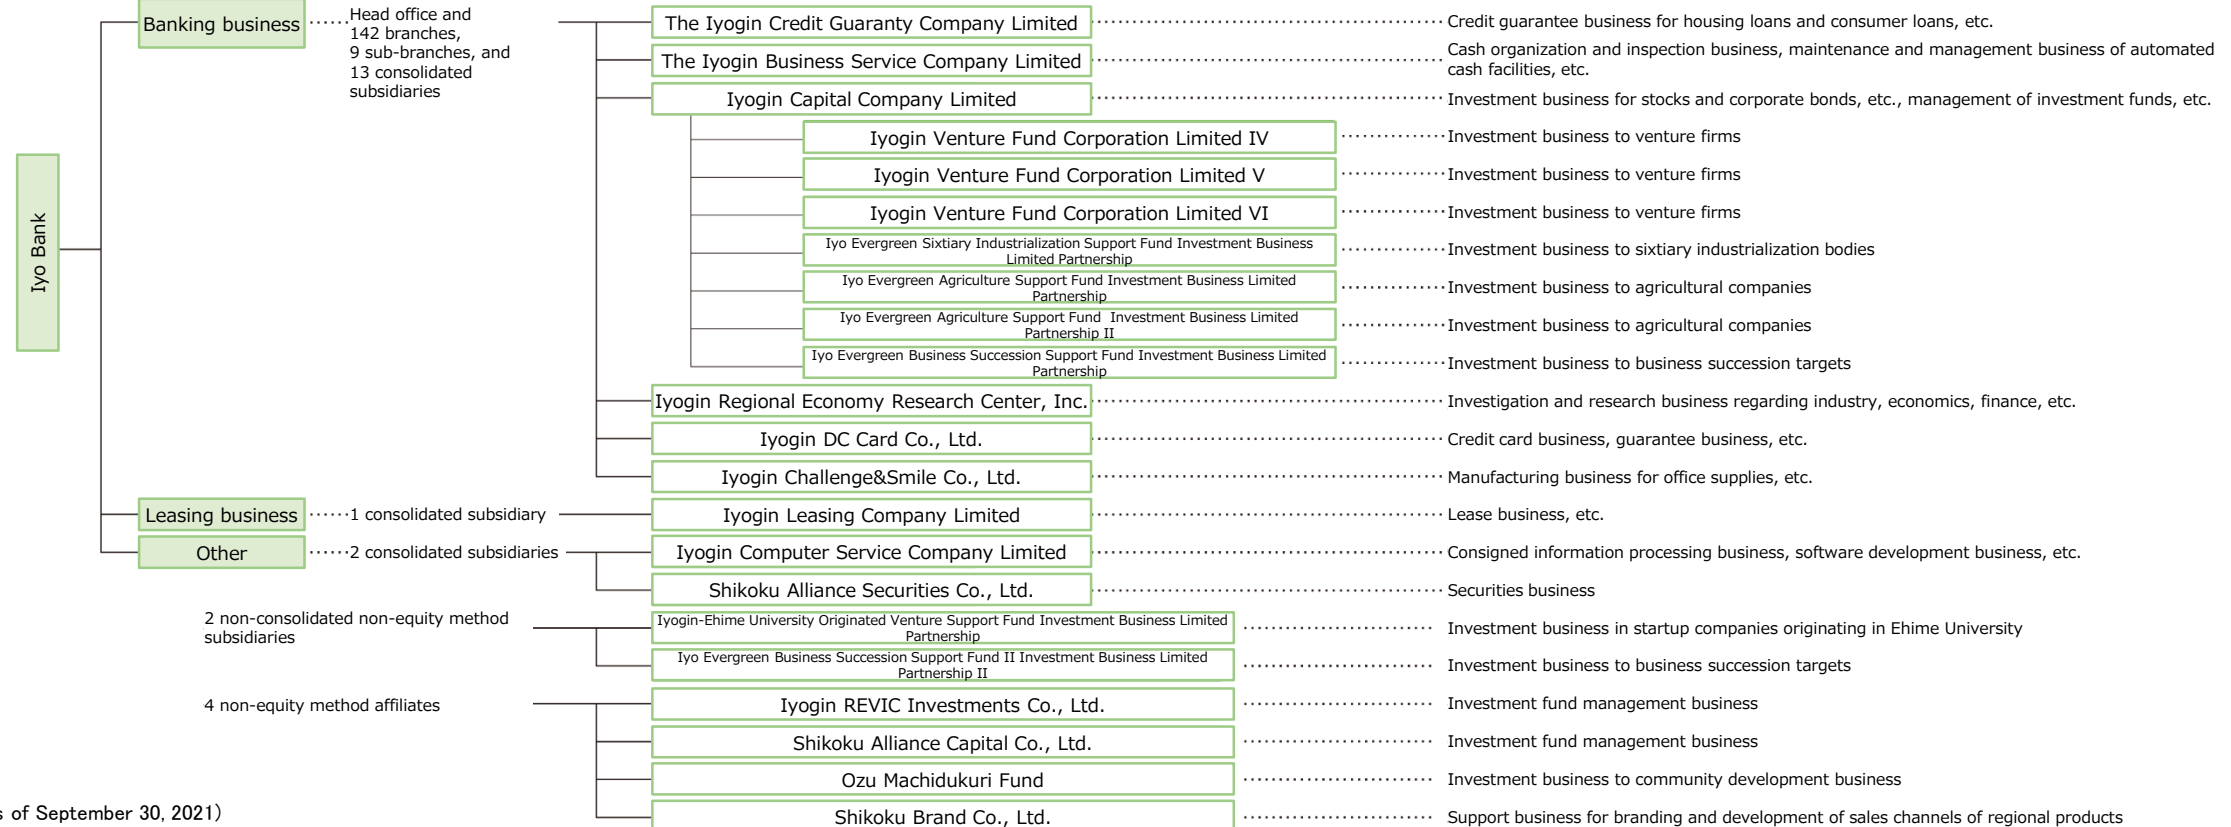 Iyo Bank
Banking business
Head office and
142 branches,
9 sub-branches, and
13 consolidated
subsidiaries
The Iyogin Credit Guaranty Company Limited
Credit guarantee business for housing loans and consumer loans, etc.
The Iyogin Business Service Company Limited
Cash organization and inspection business, maintenance and management business of automated
cash facilities, etc.
Iyogin Capital Company Limited
Investment business for stocks and corporate bonds, etc., management of investment funds, etc.
Iyogin Venture Fund Corporation Limited IV
Investment business to venture firms
Iyogin Venture Fund Corporation Limited V
Investment business to venture firms
Iyogin Venture Fund Corporation Limited VI
Investment business to venture firms
Iyo Evergreen Sixtiary Industrialization Support Fund Investment Business
Limited Partnership
Investment business to sixtiary industrialization bodies
Iyo Evergreen Agriculture Support Fund Investment Business Limited
Partnership
Investment business to agricultural companies
Iyo Evergreen Agriculture Support Fund Investment Business Limited
Partnership II
Investment business to agricultural companies
Iyo Evergreen Business Succession Support Fund Investment Business Limited
Partnership
Investment business to business succession targets
Iyogin Regional Economy Research Center, Inc.
Investigation and research business regarding industry, economics, finance, etc.
Iyogin DC Card Co., Ltd.
Credit card business, guarantee business, etc.
Iyogin Challenge&Smile Co., Ltd.
Manufacturing business for office supplies, etc.
Leasing business
1 consolidated subsidiary
Iyogin Leasing Company Limited
Lease business, etc.
Other
2 consolidated subsidiaries
Iyogin Computer Service Company Limited
Consigned information processing business, software development business, etc.
Shikoku Alliance Securities Co., Ltd.
Securities business
2 non-consolidated non-equity method
subsidiaries
Iyogin-Ehime University Originated Venture Support Fund Investment Business Limited
Partnership
Investment business in startup companies originating in Ehime University
Iyo Evergreen Business Succession Support Fund II Investment Business Limited
Partnership II
Investment business to business succession targets
4 non-equity method affiliates
Iyogin REVIC Investments Co., Ltd.
Investment fund management business
Shikoku Alliance Capital Co., Ltd.
Investment fund management business
Ozu Machidukuri Fund
Investment business to community development business
Shikoku Brand Co., Ltd.
Support business for branding and development of sales channels of regional products
s of September 30, 2021)